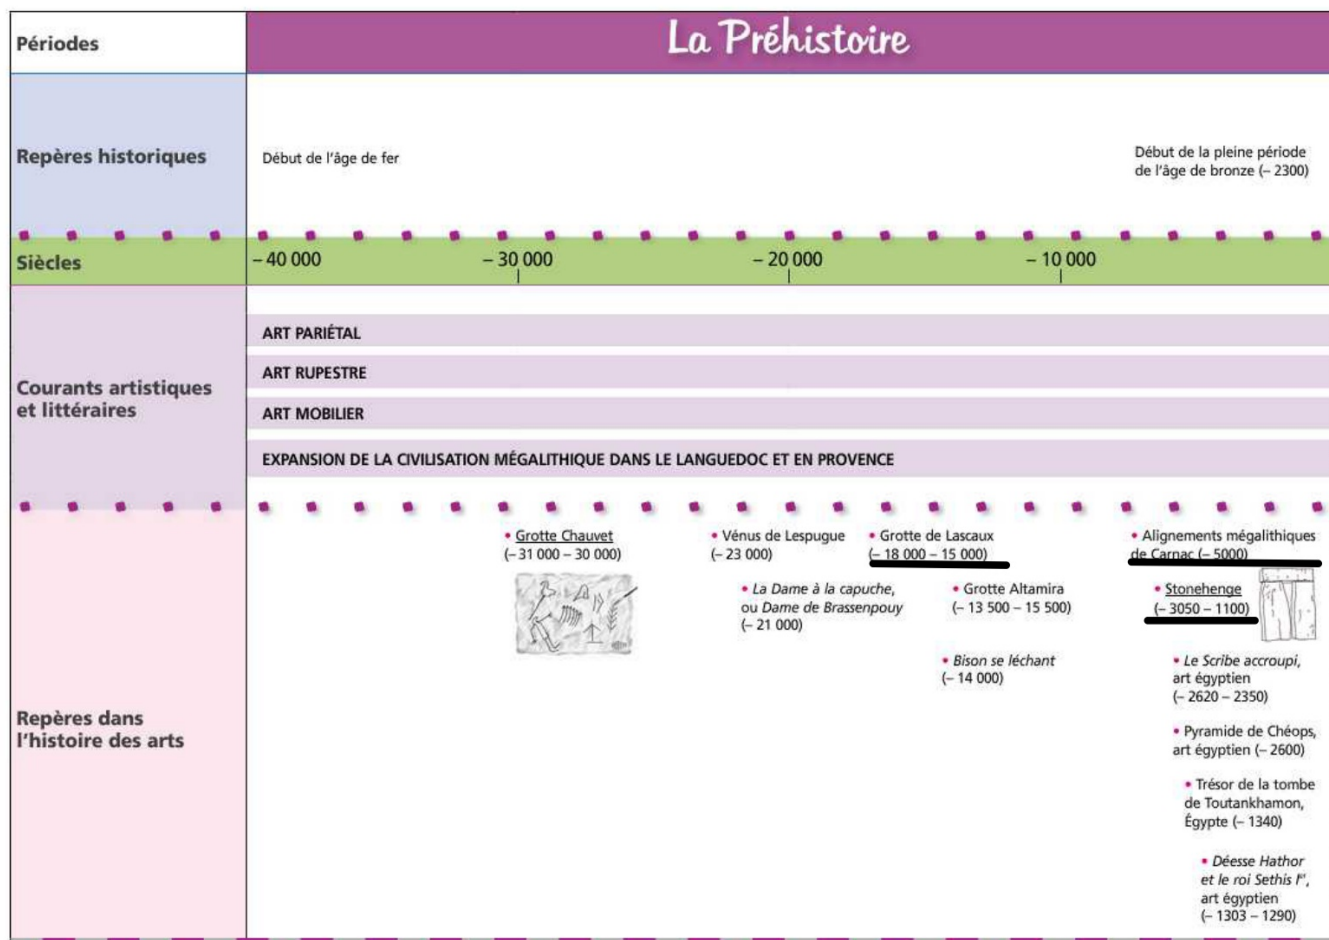 Périodes
La Préhistoire
Repères historiques
Début de l'âge de fer
Début de la pleine période
de l'âge de bronze (– 2300)
Siècles
– 40 000
– 30 000
– 20 000
– 10 000
Courants artistiques
et littéraires
ART PARIÉTAL
ART RUPESTRE
ART MOBILIER
EXPANSION DE LA CIVILISATION MÉGALITHIQUE DANS LE LANGUEDOC ET EN PROVENCE
Repères dans
l'histoire des arts
• Grotte Chauvet
(– 31 000 – 30 000)
• Vénus de Lespugue
(– 23 000)
• La Dame à la capuche,
ou Dame de Brassenpouy
(– 21 000)
• Grotte de Lascaux
(– 18 000 – 15 000)
• Grotte Altamira
(– 13 500 – 15 500)
• Bison se léchant
(– 14 000)
• Alignements mégalithiques
de Carnac (– 5000)
• Stonehenge
(– 3050 – 1100)
• Le Scribe accroupi,
art égyptien
(– 2620 – 2350)
• Pyramide de Chéops,
art égyptien (– 2600)
• Trésor de la tombe
de Toutankhamon,
Égypte (– 1340)
• Déesse Hathor
et le roi Sethis Iᵉʳ,
art égyptien
(– 1303 – 1290)